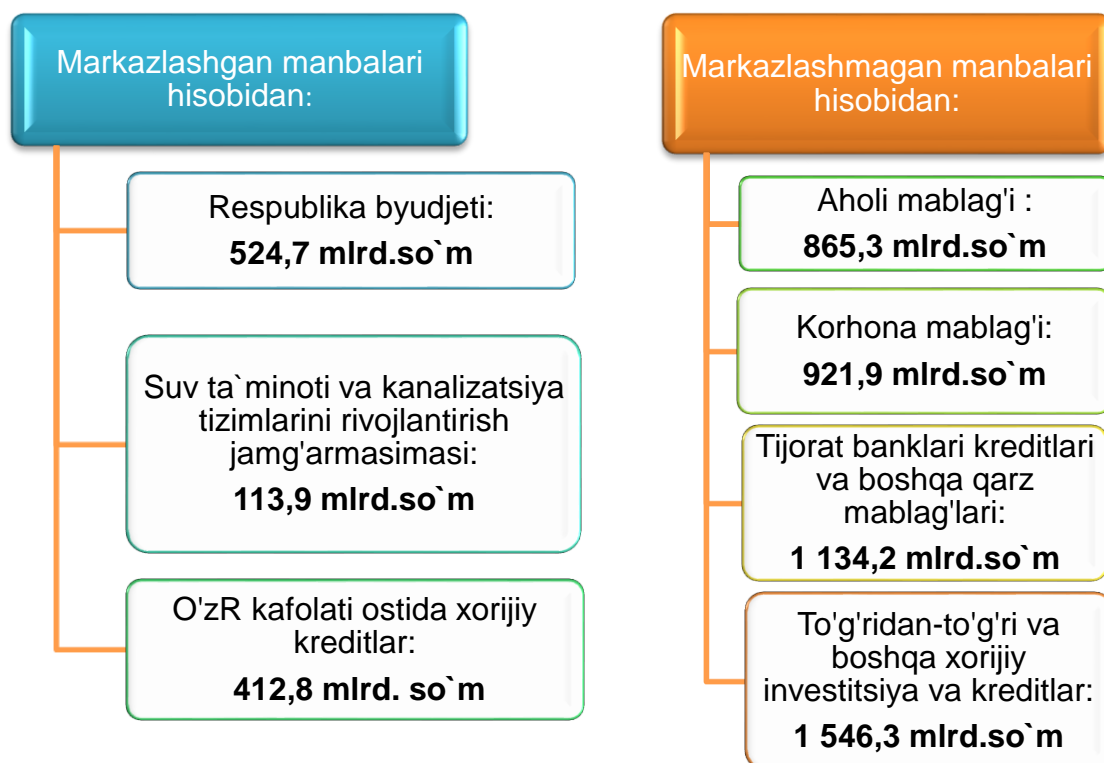 Markazlashgan manbalari
hisobidan:
Respublika byudjeti:
524,7 mlrd.so`m
Suv ta`minoti va kanalizatsiya
tizimlarini rivojlantirish
jamg'armasimasi:
113,9 mlrd.so`m
O'zR kafolati ostida xorijiy
kreditlar:
412,8 mlrd. so`m
Markazlashmagan manbalari
hisobidan:
Aholi mablag'i :
865,3 mlrd.so`m
Korhona mablag'i:
921,9 mlrd.so`m
Tijorat banklari kreditlari
va boshqa qarz
mablag'lari:
1 134,2 mlrd.so`m
To'g'ridan-to'g'ri va
boshqa xorijiy
investitsiya va kreditlar:
1 546,3 mlrd.so`m